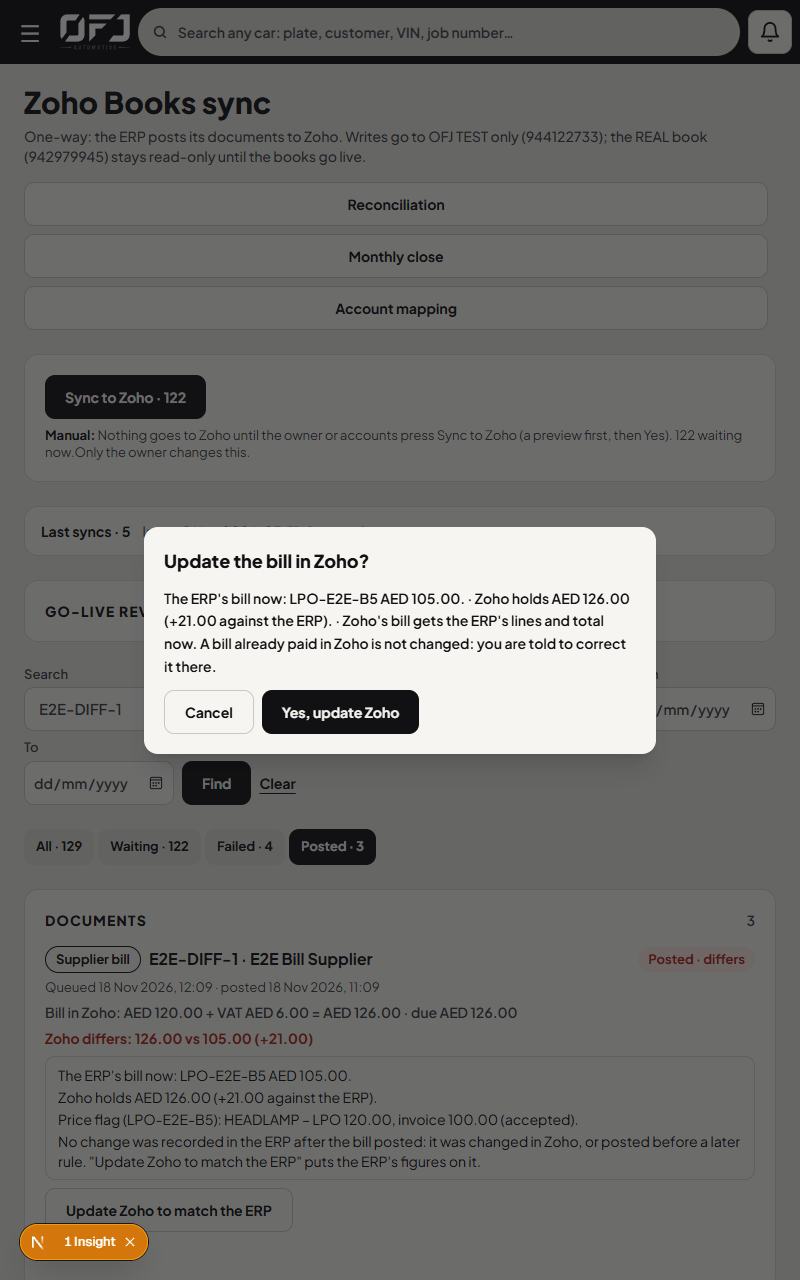 OFJ
AUTOMOTIVE
Search any car: plate, customer, VIN, job number…
Zoho Books sync
One-way: the ERP posts its documents to Zoho. Writes go to OFJ TEST only (944122733); the REAL book
(942979945) stays read-only until the books go live.
Reconciliation
Monthly close
Account mapping
Sync to Zoho · 122
Manual: Nothing goes to Zoho until the owner or accounts press Sync to Zoho (a preview first, then Yes). 122 waiting
now.Only the owner changes this.
Last syncs · 5
GO-LIVE REV
Update the bill in Zoho?
The ERP's bill now: LPO-E2E-B5 AED 105.00. · Zoho holds AED 126.00
(+21.00 against the ERP). · Zoho's bill gets the ERP's lines and total
now. A bill already paid in Zoho is not changed: you are told to correct
it there.
Cancel
Yes, update Zoho
Search
E2E-DIFF-1
/mm/yyyy
To
dd/mm/yyyy
Find
Clear
All · 129
Waiting · 122
Failed · 4
Posted · 3
DOCUMENTS
3
Supplier bill
E2E-DIFF-1 · E2E Bill Supplier
Posted · differs
Queued 18 Nov 2026, 12:09 · posted 18 Nov 2026, 11:09
Bill in Zoho: AED 120.00 + VAT AED 6.00 = AED 126.00 · due AED 126.00
Zoho differs: 126.00 vs 105.00 (+21.00)
The ERP's bill now: LPO-E2E-B5 AED 105.00.
Zoho holds AED 126.00 (+21.00 against the ERP).
Price flag (LPO-E2E-B5): HEADLAMP – LPO 120.00, invoice 100.00 (accepted).
No change was recorded in the ERP after the bill posted: it was changed in Zoho, or posted before a later
rule. "Update Zoho to match the ERP" puts the ERP's figures on it.
Update Zoho to match the ERP
1 Insight